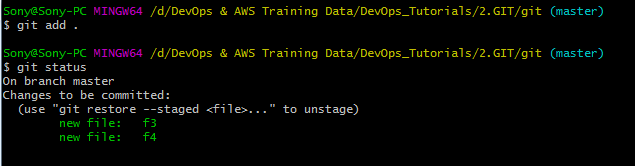 Sony@Sony-PC MINGW64 /d/DevOps & AWS Training Data/DevOps_Tutorials/2.GIT/git (master)
$ git add .
Sony@Sony-PC MINGW64 /d/DevOps & AWS Training Data/DevOps_Tutorials/2.GIT/git (master)
$ git status
On branch master
Changes to be committed:
  (use "git restore --staged <file>..." to unstage)
        new file:   f3
        new file:   f4